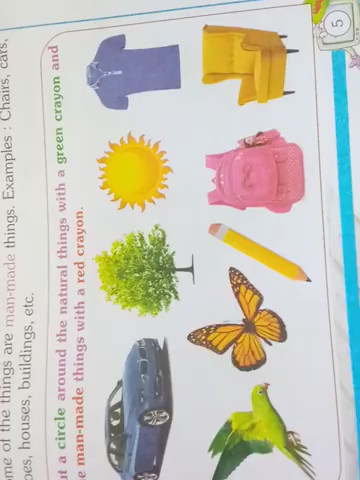 me of the things are man-made things. Examples : Chairs, cars,
oes, houses, buildings, etc.
ut a circle around the natural things with a green crayon and
e man-made things with a red crayon.
5